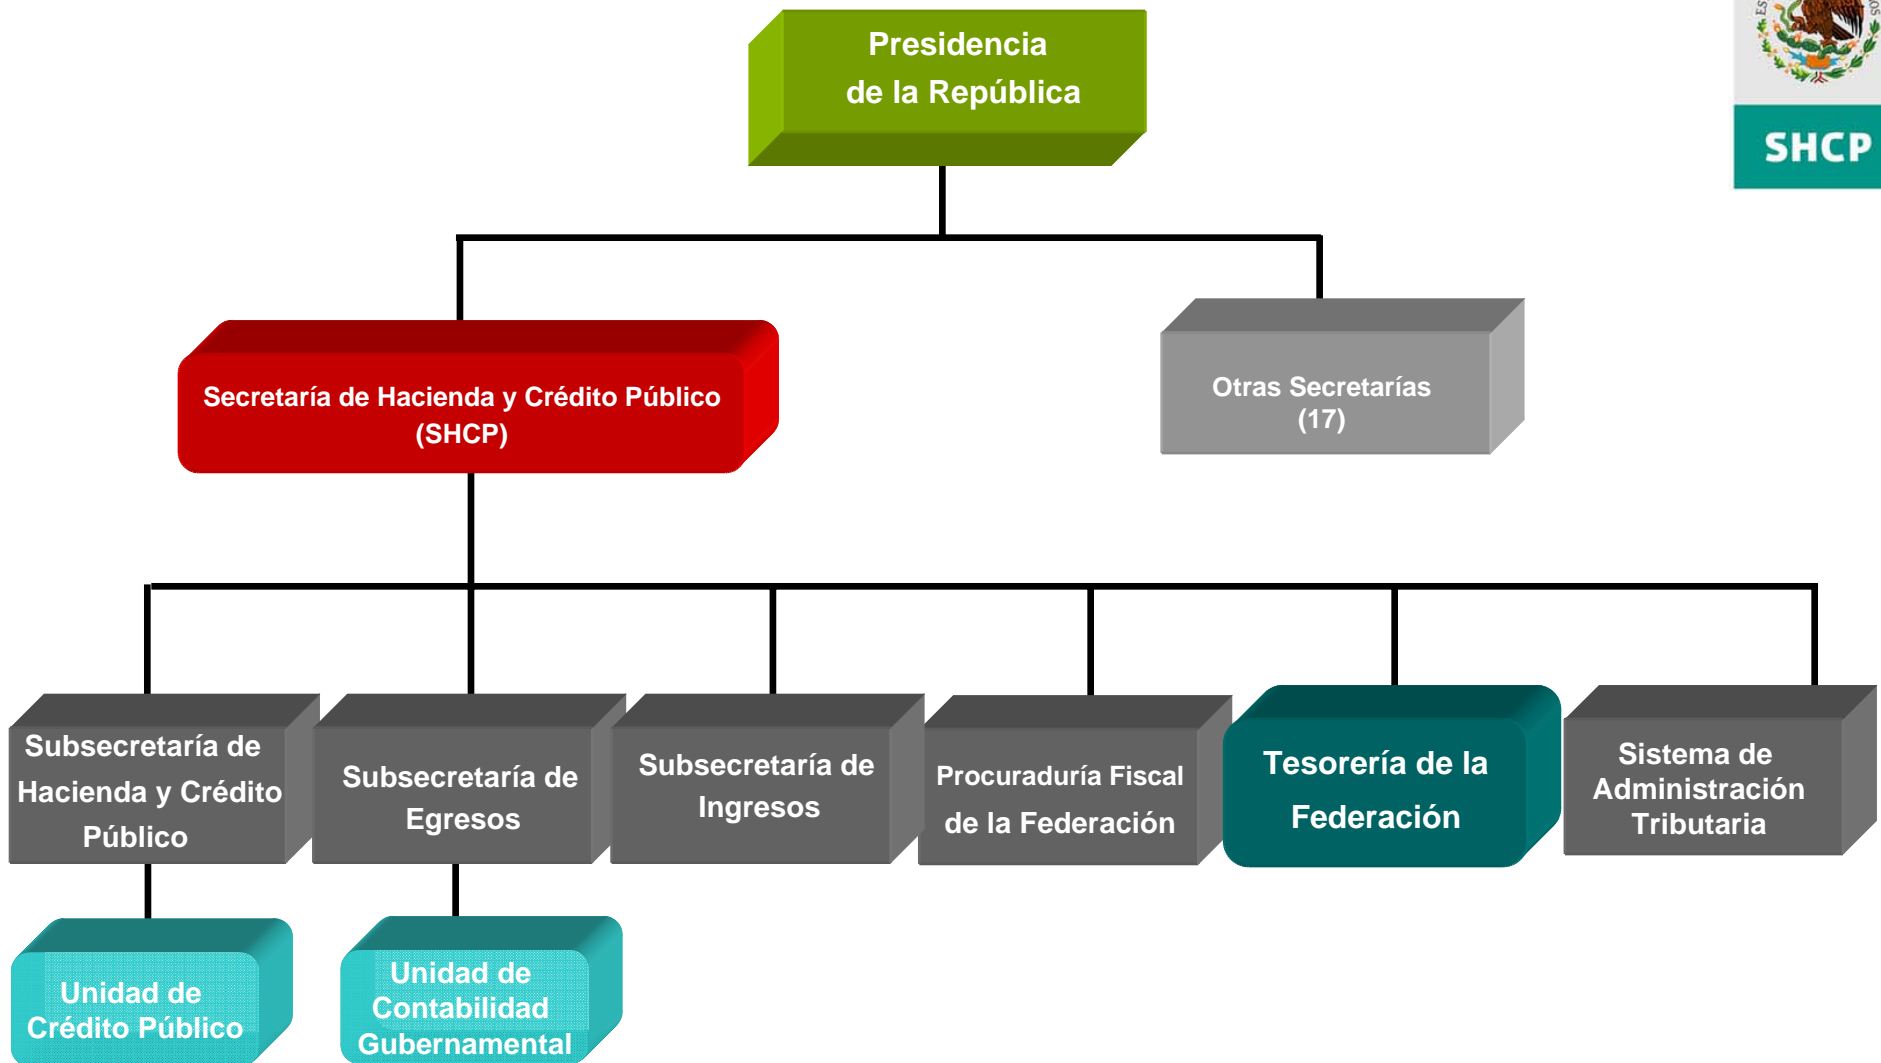 Presidencia
de la República
SHCP
Secretaría de Hacienda y Crédito Público
(SHCP)
Otras Secretarías
(17)
Subsecretaría de
Hacienda y Crédito
Público
Subsecretaría de
Egresos
Subsecretaría de
Ingresos
Procuraduría Fiscal
de la Federación
Tesorería de la
Federación
Sistema de
Administración
Tributaria
Unidad de
Crédito Público
Unidad de
Contabilidad
Gubernamental